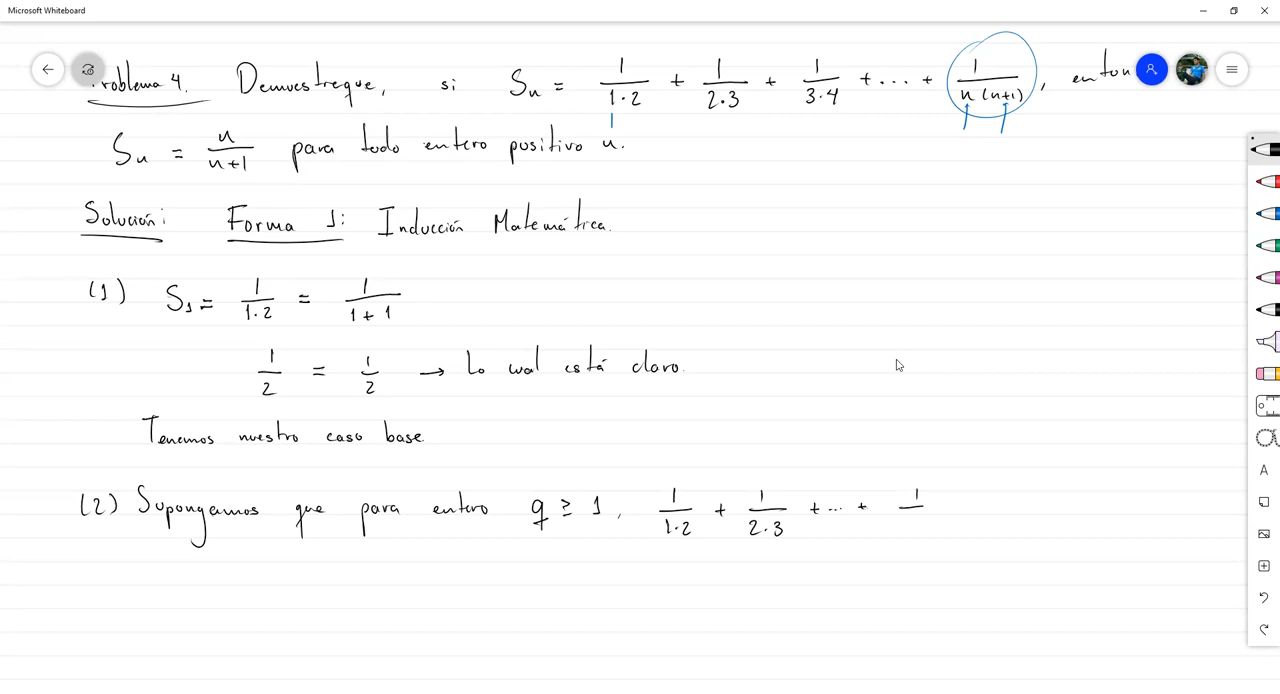 Microsoft Whiteboard
Problema 4. Demuestre que, si Sn = 1/(1·2) + 1/(2·3) + 1/(3·4) + ... + 1/(n(n+1)), enton
Sn = n/(n+1) para todo entero positivo n.
Solución: Forma 1: Inducción Matemática.
(1) S1 = 1/(1·2) = 1/(1+1)
1/2 = 1/2 → Lo cual está claro.
Tenemos nuestro caso base.
(2) Supongamos que para entero q ≥ 1, 1/(1·2) + 1/(2·3) + ... + 1/